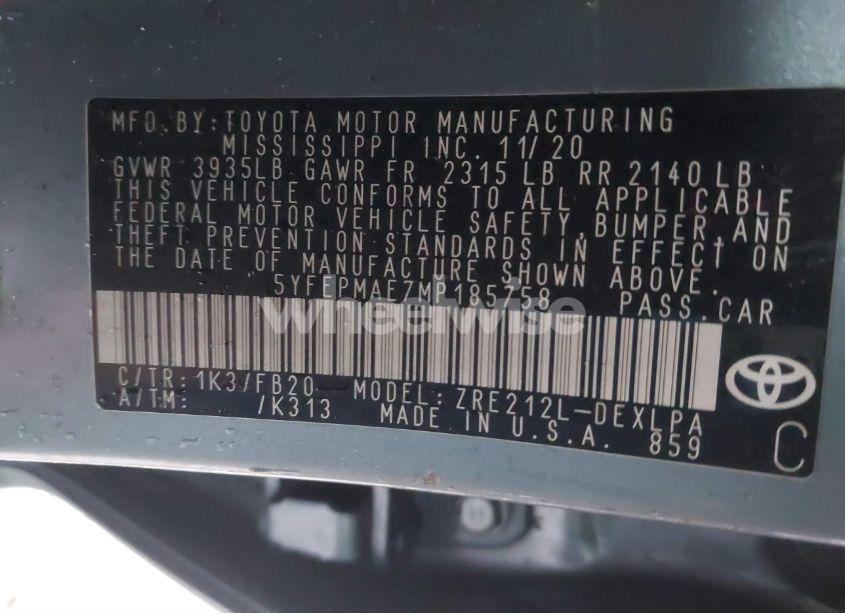 MFD. BY: TOYOTA MOTOR MANUFACTURING
MISSISSIPPI INC. 11/20
GVWR 3935LB GAWR FR 2315 LB RR 2140 LB
THIS VEHICLE CONFORMS TO ALL APPLICABLE
FEDERAL MOTOR VEHICLE SAFETY, BUMPER AND
THEFT PREVENTION STANDARDS IN EFFECT ON
THE DATE OF MANUFACTURE SHOWN ABOVE.
5YFEPMAE7MP185758 PASS.CAR
wheelwise
C/TR: 1K3/FB20 MODEL: ZRE212L-DEXLPA
A/TM: /K313 MADE IN U.S.A. 859
C